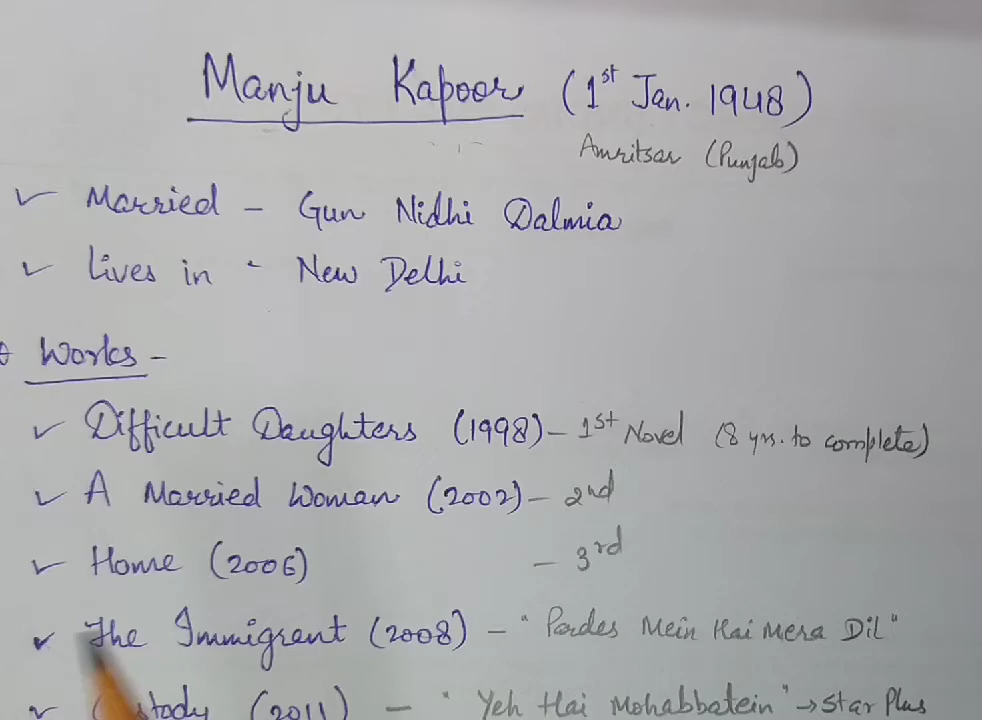 Manju Kapoor (1st Jan. 1948)
Amritsar (Punjab)
✓ Married - Gun Nidhi Dalmia
✓ Lives in - New Delhi
Works -
✓ Difficult Daughters (1998) - 1st Novel (8 yrs. to complete)
✓ A Married Woman (2002) - 2nd
✓ Home (2006) - 3rd
✓ The Immigrant (2008) - "Pardes Mein Hai Mera Dil"
✓ Custody (2011) - "Yeh Hai Mohabbatein" → Star Plus